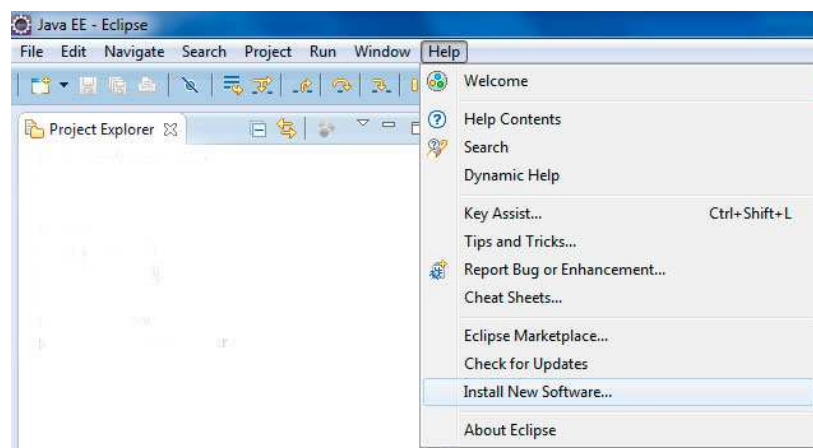 Java EE - Eclipse
File Edit Navigate Search Project Run Window Help
Welcome
Project Explorer
Help Contents
Search
Dynamic Help
Key Assist... Ctrl+Shift+L
Tips and Tricks...
Report Bug or Enhancement...
Cheat Sheets...
Eclipse Marketplace...
Check for Updates
Install New Software...
About Eclipse